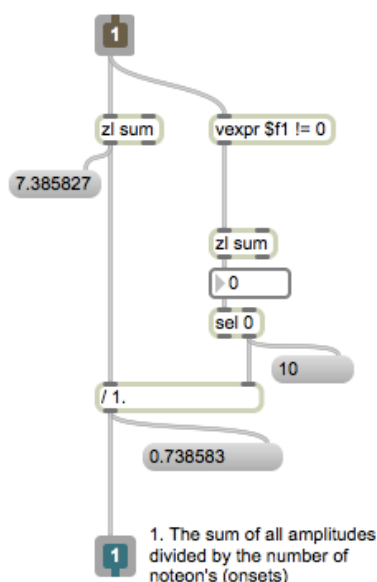 1
zl sum
vexpr $f1 != 0
7.385827
zl sum
0
sel 0
10
/ 1.
0.738583
1
1. The sum of all amplitudes
divided by the number of
noteon's (onsets)